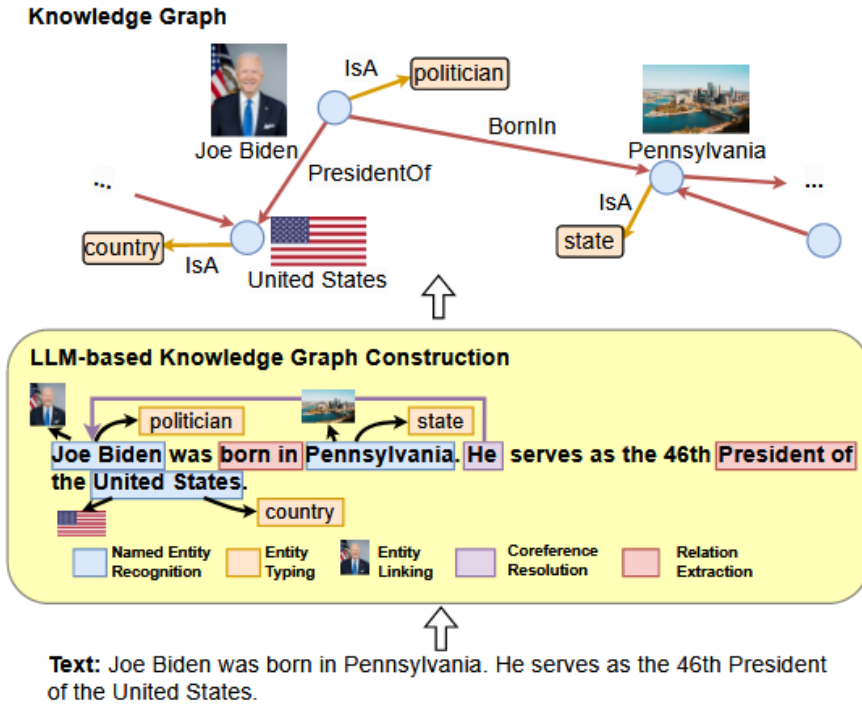 Knowledge Graph
IsA
politician
BornIn
Joe Biden
Pennsylvania
PresidentOf
...
...
IsA
country
state
IsA
United States
LLM-based Knowledge Graph Construction
politician
state
Joe Biden was born in Pennsylvania. He serves as the 46th President of
the United States.
country
Named Entity
Recognition
Entity
Typing
Entity
Linking
Coreference
Resolution
Relation
Extraction
Text: Joe Biden was born in Pennsylvania. He serves as the 46th President
of the United States.